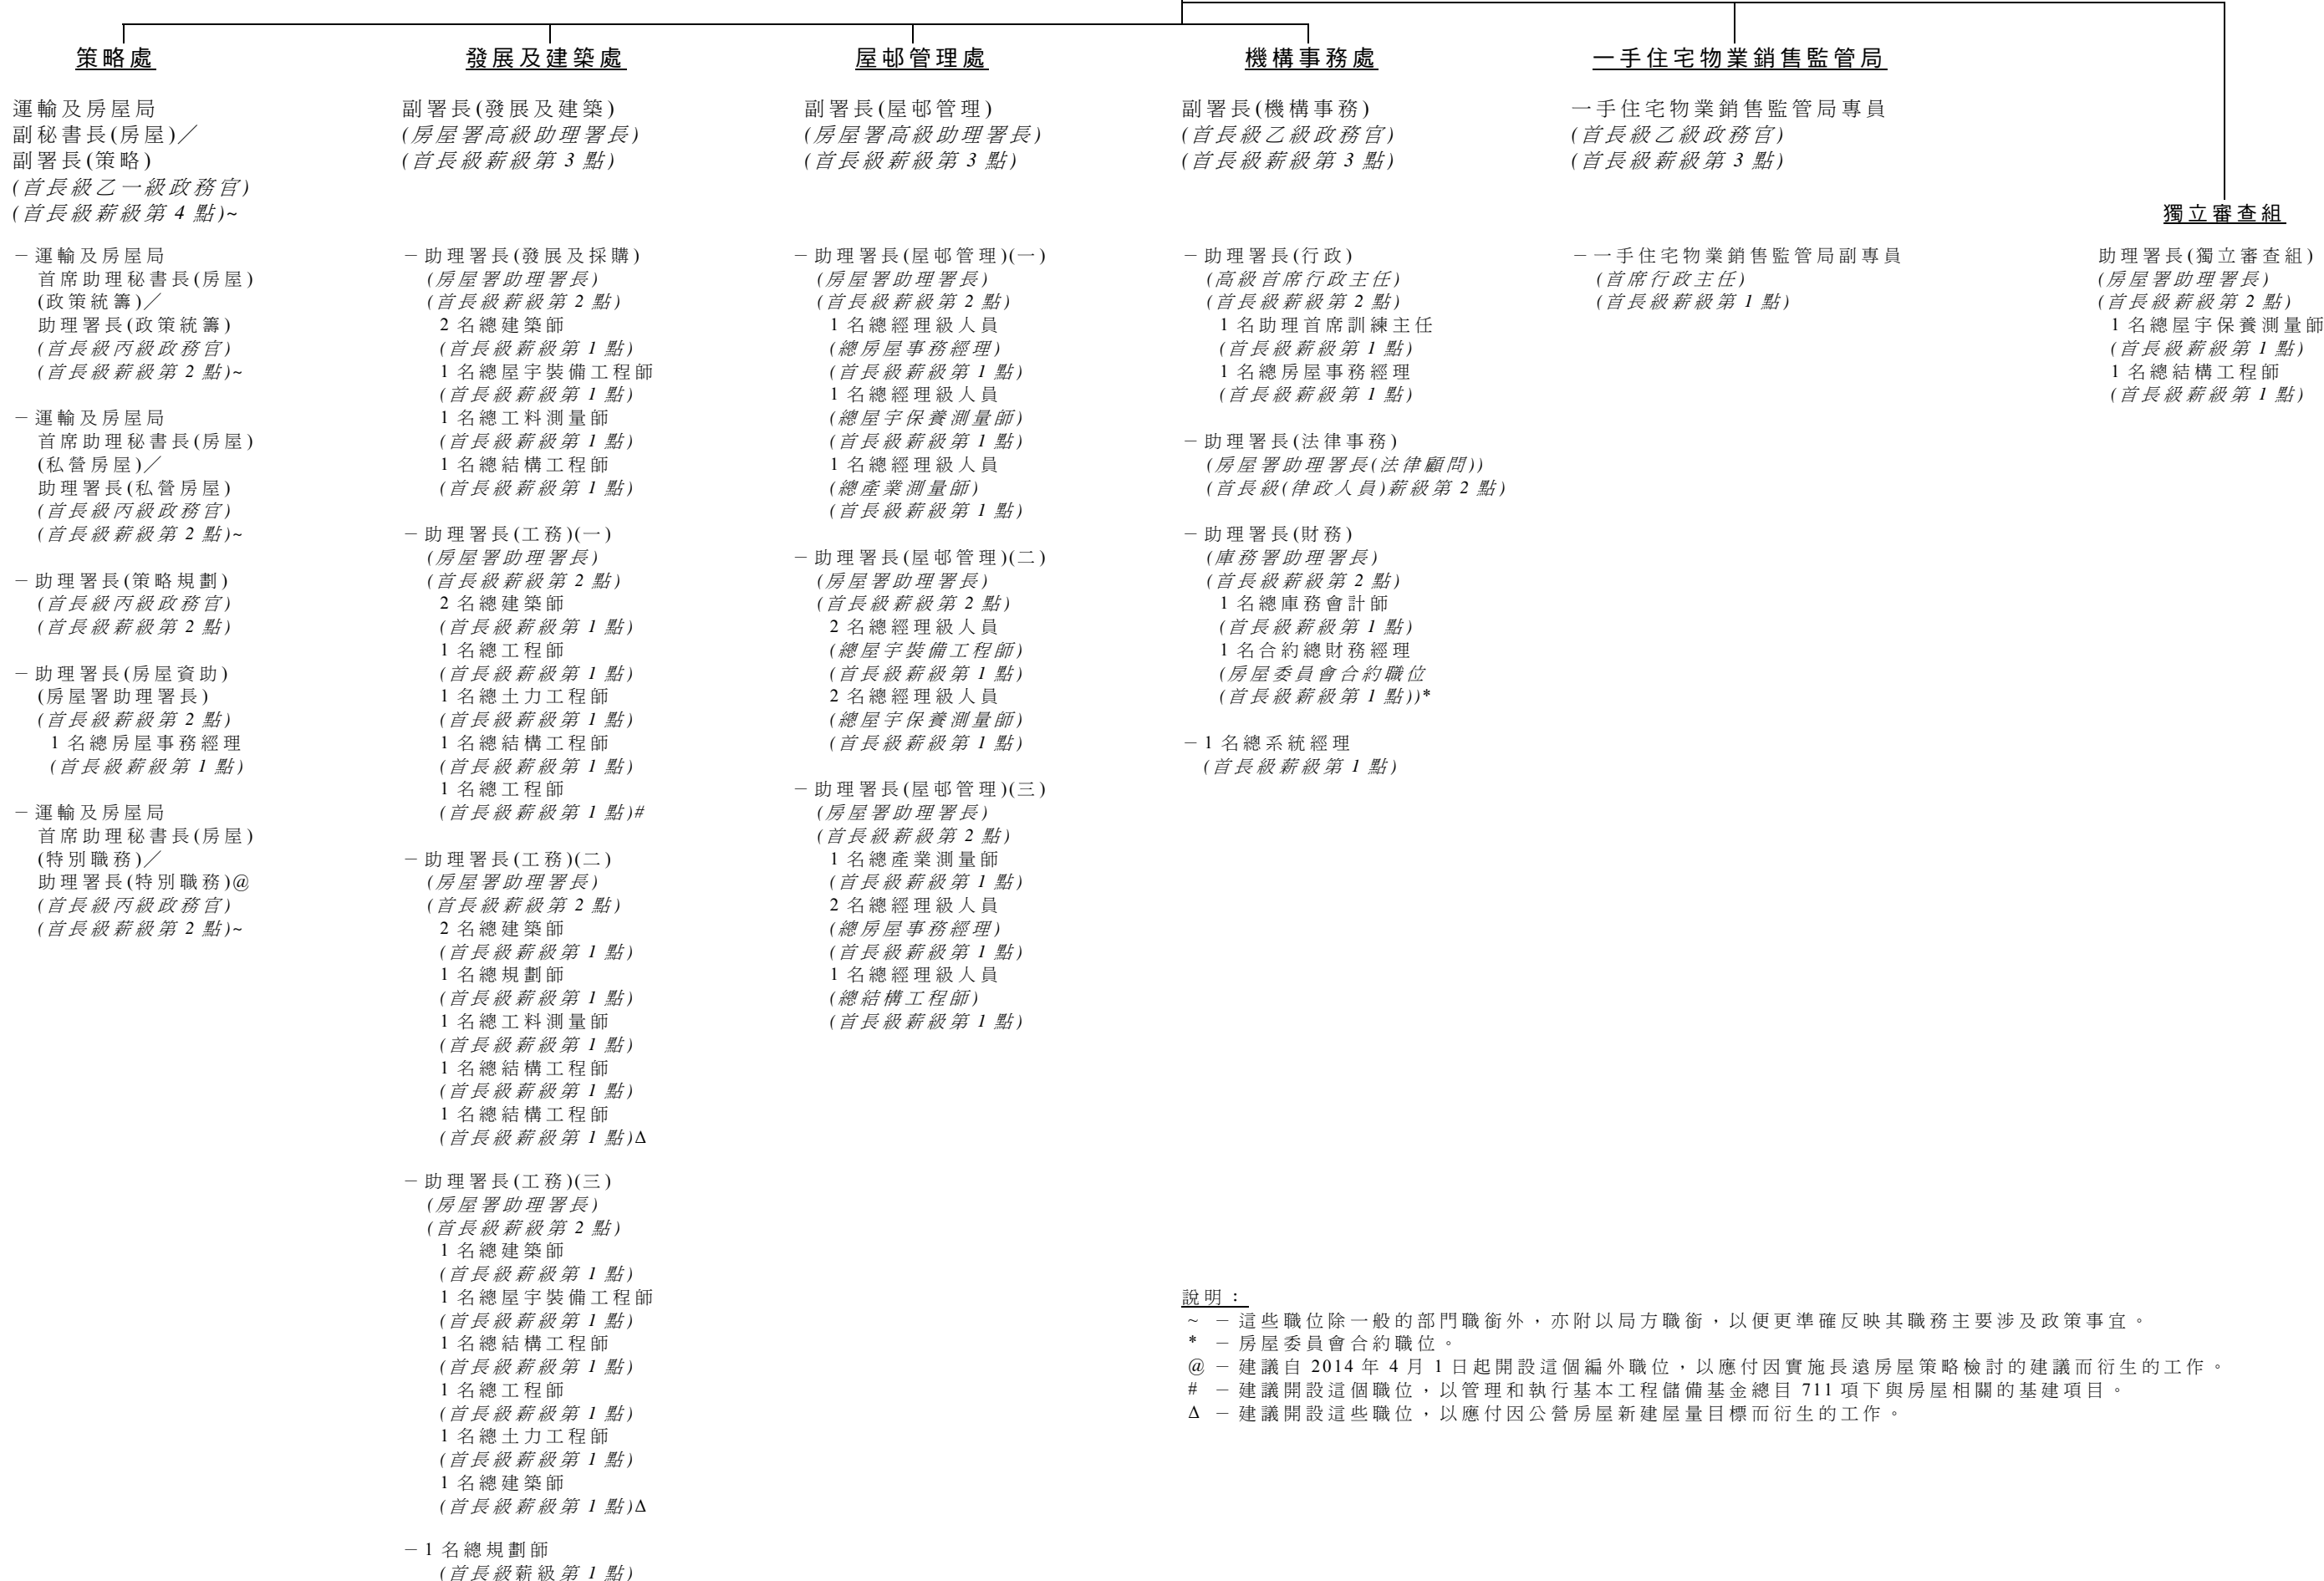 策略處
運輸及房屋局
副秘書長(房屋)╱
副署長(策略)
(首長級乙一級政務官)
(首長級薪級第 4 點)~
－運輸及房屋局
首席助理秘書長(房屋)
(政策統籌)╱
助理署長(政策統籌)
(首長級丙級政務官)
(首長級薪級第 2 點)~
－運輸及房屋局
首席助理秘書長(房屋)
(私營房屋)╱
助理署長(私營房屋)
(首長級丙級政務官)
(首長級薪級第 2 點)~
－助理署長(策略規劃)
(首長級丙級政務官)
(首長級薪級第 2 點)
－助理署長(房屋資助)
(房屋署助理署長)
(首長級薪級第 2 點)
1 名總房屋事務經理
(首長級薪級第 1 點)
－運輸及房屋局
首席助理秘書長(房屋)
(特別職務)╱
助理署長(特別職務)@
(首長級丙級政務官)
(首長級薪級第 2 點)~
發展及建築處
副署長(發展及建築)
(房屋署高級助理署長)
(首長級薪級第 3 點)
－助理署長(發展及採購)
(房屋署助理署長)
(首長級薪級第 2 點)
2 名總建築師
(首長級薪級第 1 點)
1 名總屋宇裝備工程師
(首長級薪級第 1 點)
1 名總工料測量師
(首長級薪級第 1 點)
1 名總結構工程師
(首長級薪級第 1 點)
－助理署長(工務)(一)
(房屋署助理署長)
(首長級薪級第 2 點)
2 名總建築師
(首長級薪級第 1 點)
1 名總工程師
(首長級薪級第 1 點)
1 名總土力工程師
(首長級薪級第 1 點)
1 名總結構工程師
(首長級薪級第 1 點)
1 名總工程師
(首長級薪級第 1 點)#
－助理署長(工務)(二)
(房屋署助理署長)
(首長級薪級第 2 點)
2 名總建築師
(首長級薪級第 1 點)
1 名總規劃師
(首長級薪級第 1 點)
1 名總工料測量師
(首長級薪級第 1 點)
1 名總結構工程師
(首長級薪級第 1 點)
1 名總結構工程師
(首長級薪級第 1 點)Δ
－助理署長(工務)(三)
(房屋署助理署長)
(首長級薪級第 2 點)
1 名總建築師
(首長級薪級第 1 點)
1 名總屋宇裝備工程師
(首長級薪級第 1 點)
1 名總結構工程師
(首長級薪級第 1 點)
1 名總工程師
(首長級薪級第 1 點)
1 名總土力工程師
(首長級薪級第 1 點)
1 名總建築師
(首長級薪級第 1 點)Δ
－1 名總規劃師
(首長級薪級第 1 點)
屋邨管理處
副署長(屋邨管理)
(房屋署高級助理署長)
(首長級薪級第 3 點)
－助理署長(屋邨管理)(一)
(房屋署助理署長)
(首長級薪級第 2 點)
1 名總經理級人員
(總房屋事務經理)
(首長級薪級第 1 點)
1 名總經理級人員
(總屋宇保養測量師)
(首長級薪級第 1 點)
1 名總經理級人員
(總產業測量師)
(首長級薪級第 1 點)
－助理署長(屋邨管理)(二)
(房屋署助理署長)
(首長級薪級第 2 點)
2 名總經理級人員
(總屋宇裝備工程師)
(首長級薪級第 1 點)
2 名總經理級人員
(總屋宇保養測量師)
(首長級薪級第 1 點)
－助理署長(屋邨管理)(三)
(房屋署助理署長)
(首長級薪級第 2 點)
1 名總產業測量師
(首長級薪級第 1 點)
2 名總經理級人員
(總房屋事務經理)
(首長級薪級第 1 點)
1 名總經理級人員
(總結構工程師)
(首長級薪級第 1 點)
機構事務處
副署長(機構事務)
(首長級乙級政務官)
(首長級薪級第 3 點)
－助理署長(行政)
(高級首席行政主任)
(首長級薪級第 2 點)
1 名助理首席訓練主任
(首長級薪級第 1 點)
1 名總房屋事務經理
(首長級薪級第 1 點)
－助理署長(法律事務)
(房屋署助理署長(法律顧問))
(首長級(律政人員)薪級第 2 點)
－助理署長(財務)
(庫務署助理署長)
(首長級薪級第 2 點)
1 名總庫務會計師
(首長級薪級第 1 點)
1 名合約總財務經理
(房屋委員會合約職位
(首長級薪級第 1 點))*
－1 名總系統經理
(首長級薪級第 1 點)
一手住宅物業銷售監管局
一手住宅物業銷售監管局專員
(首長級乙級政務官)
(首長級薪級第 3 點)
－一手住宅物業銷售監管局副專員
(首席行政主任)
(首長級薪級第 1 點)
獨立審查組
助理署長(獨立審查組)
(房屋署助理署長)
(首長級薪級第 2 點)
1 名總屋宇保養測量師
(首長級薪級第 1 點)
1 名總結構工程師
(首長級薪級第 1 點)
說明：
~ －這些職位除一般的部門職銜外，亦附以局方職銜，以便更準確反映其職務主要涉及政策事宜。
* －房屋委員會合約職位。
@ －建議自 2014 年 4 月 1 日起開設這個編外職位，以應付因實施長遠房屋策略檢討的建議而衍生的工作。
# －建議開設這個職位，以管理和執行基本工程儲備基金總目 711 項下與房屋相關的基建項目。
Δ －建議開設這些職位，以應付因公營房屋新建屋量目標而衍生的工作。